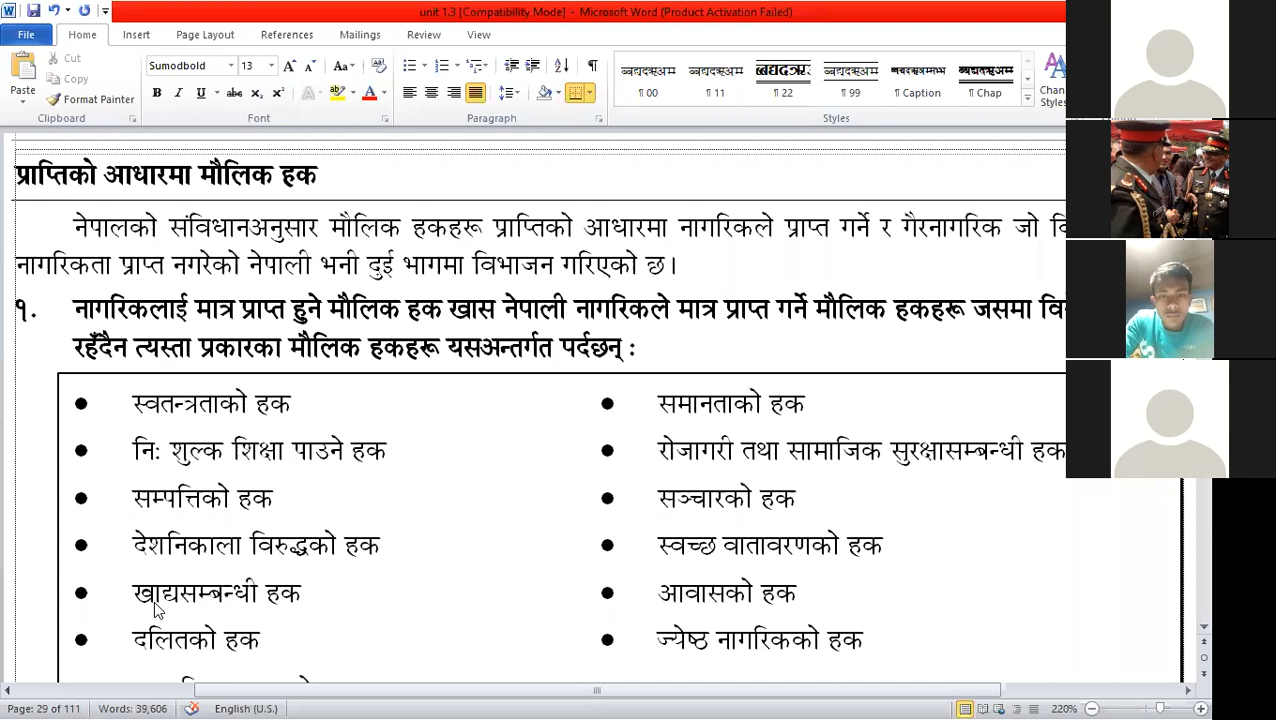 unit 1.3 [Compatibility Mode] - Microsoft Word (Product Activation Failed)
File Home Insert Page Layout References Mailings Review View
Cut
Copy
Format Painter
Paste
Clipboard
Sumodbold 13
Font
Paragraph
¶ 00 ¶ 11 ¶ 22 ¶ 99 ¶ Caption ¶ Chap
Styles
प्राप्तिको आधारमा मौलिक हक
नेपालको संविधानअनुसार मौलिक हकहरू प्राप्तिको आधारमा नागरिकले प्राप्त गर्ने र गैरनागरिक जो
नागरिकता प्राप्त नगरेको नेपाली भनी दुई भागमा विभाजन गरिएको छ।
१. नागरिकलाई मात्र प्राप्त हुने मौलिक हक खास नेपाली नागरिकले मात्र प्राप्त गर्ने मौलिक हकहरू जसमा
रहँदैन त्यस्ता प्रकारका मौलिक हकहरू यसअन्तर्गत पर्दछन् :
● स्वतन्त्रताको हक ● समानताको हक
● निः शुल्क शिक्षा पाउने हक ● रोजागरी तथा सामाजिक सुरक्षासम्बन्धी हक
● सम्पत्तिको हक ● सञ्चारको हक
● देशनिकाला विरुद्धको हक ● स्वच्छ वातावरणको हक
● खाद्यसम्बन्धी हक ● आवासको हक
● दलितको हक ● ज्येष्ठ नागरिकको हक
Page: 29 of 111 Words: 39,606 English (U.S.) 220%